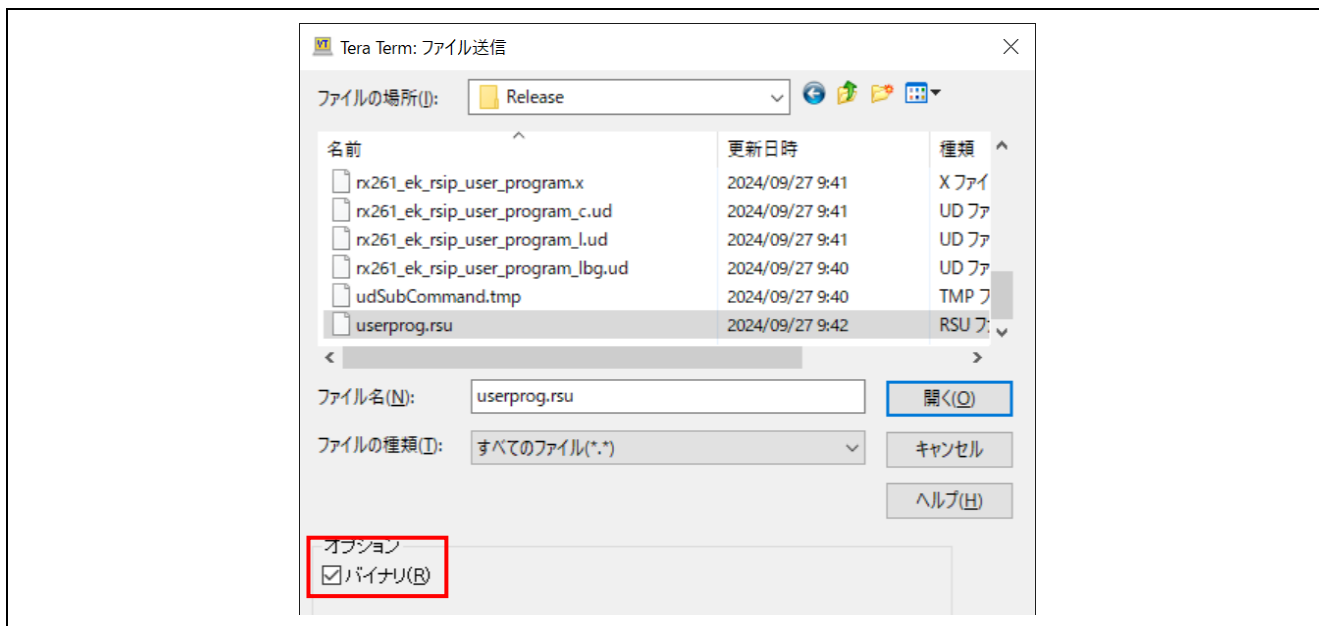 Tera Term: ファイル送信
ファイルの場所(I): Release
名前 更新日時 種類
rx261_ek_rsip_user_program.x 2024/09/27 9:41 X ファイ
rx261_ek_rsip_user_program_c.ud 2024/09/27 9:41 UD ファ
rx261_ek_rsip_user_program_l.ud 2024/09/27 9:41 UD ファ
rx261_ek_rsip_user_program_lbg.ud 2024/09/27 9:40 UD ファ
udSubCommand.tmp 2024/09/27 9:40 TMP フ
userprog.rsu 2024/09/27 9:42 RSU ファ
ファイル名(N): userprog.rsu 開く(O)
ファイルの種類(T): すべてのファイル(*.*) キャンセル
ヘルプ(H)
オプション
バイナリ(R)